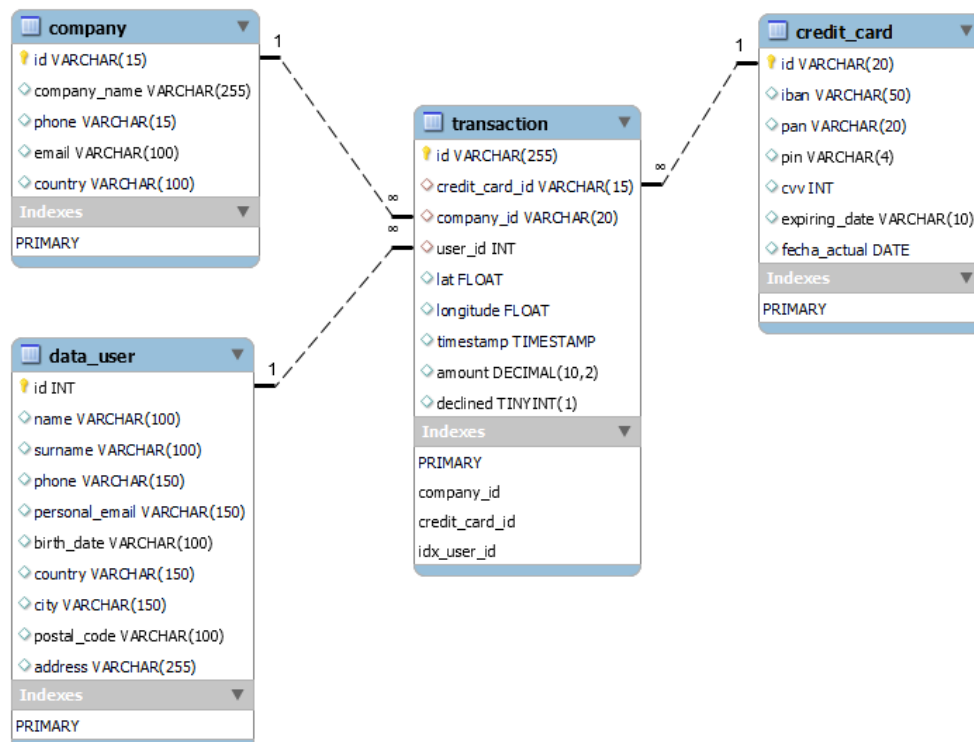 company
id VARCHAR(15)
company_name VARCHAR(255)
phone VARCHAR(15)
email VARCHAR(100)
country VARCHAR(100)
Indexes
PRIMARY
1
∞
data_user
id INT
name VARCHAR(100)
surname VARCHAR(100)
phone VARCHAR(150)
personal_email VARCHAR(150)
birth_date VARCHAR(100)
country VARCHAR(150)
city VARCHAR(150)
postal_code VARCHAR(100)
address VARCHAR(255)
Indexes
PRIMARY
1
∞
transaction
id VARCHAR(255)
credit_card_id VARCHAR(15)
company_id VARCHAR(20)
user_id INT
lat FLOAT
longitude FLOAT
timestamp TIMESTAMP
amount DECIMAL(10,2)
declined TINYINT(1)
Indexes
PRIMARY
company_id
credit_card_id
idx_user_id
∞
1
credit_card
id VARCHAR(20)
iban VARCHAR(50)
pan VARCHAR(20)
pin VARCHAR(4)
cvv INT
expiring_date VARCHAR(10)
fecha_actual DATE
Indexes
PRIMARY